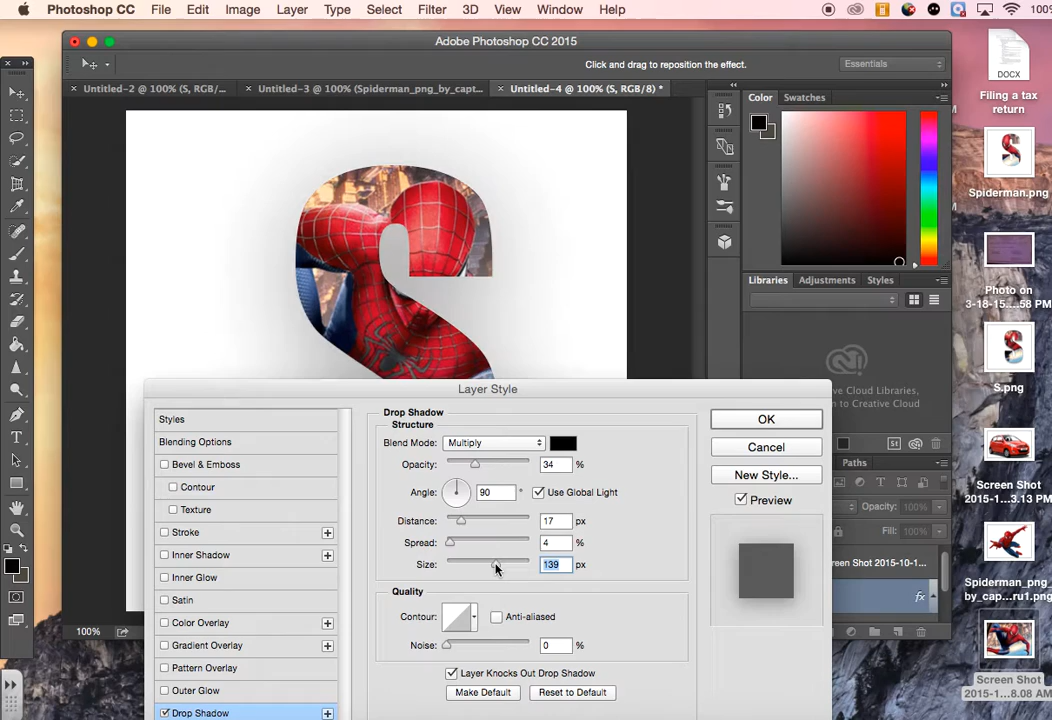 Photoshop CC File Edit Image Layer Type Select Filter 3D View Window Help 100%
Adobe Photoshop CC 2015
Click and drag to reposition the effect.
Essentials
Untitled-2 @ 100% (S, RGB/... Untitled-3 @ 100% (Spiderman_png_by_capt... Untitled-4 @ 100% (S, RGB/8) *
Color Swatches
Libraries Adjustments Styles
ve Cloud Libraries,
n to Creative Cloud
St
Paths
Opacity: 100%
Fill: 100%
een Shot 2015-10-1...
fx
100%
DOCX
Filing a tax
return
Spiderman.png
Photo on
3-18-15....58 PM
S.png
Screen Shot
2015-1...3.13 PM
Spiderman_png
_by_cap...ru1.png
Screen Shot
2015-1...8.08 AM
Layer Style
Styles
Blending Options
Bevel & Emboss
Contour
Texture
Stroke
Inner Shadow
Inner Glow
Satin
Color Overlay
Gradient Overlay
Pattern Overlay
Outer Glow
Drop Shadow
Drop Shadow
Structure
Blend Mode: Multiply
Opacity: 34 %
Angle: 90 ° Use Global Light
Distance: 17 px
Spread: 4 %
Size: 139 px
Quality
Contour: Anti-aliased
Noise: 0 %
Layer Knocks Out Drop Shadow
Make Default Reset to Default
OK
Cancel
New Style...
Preview